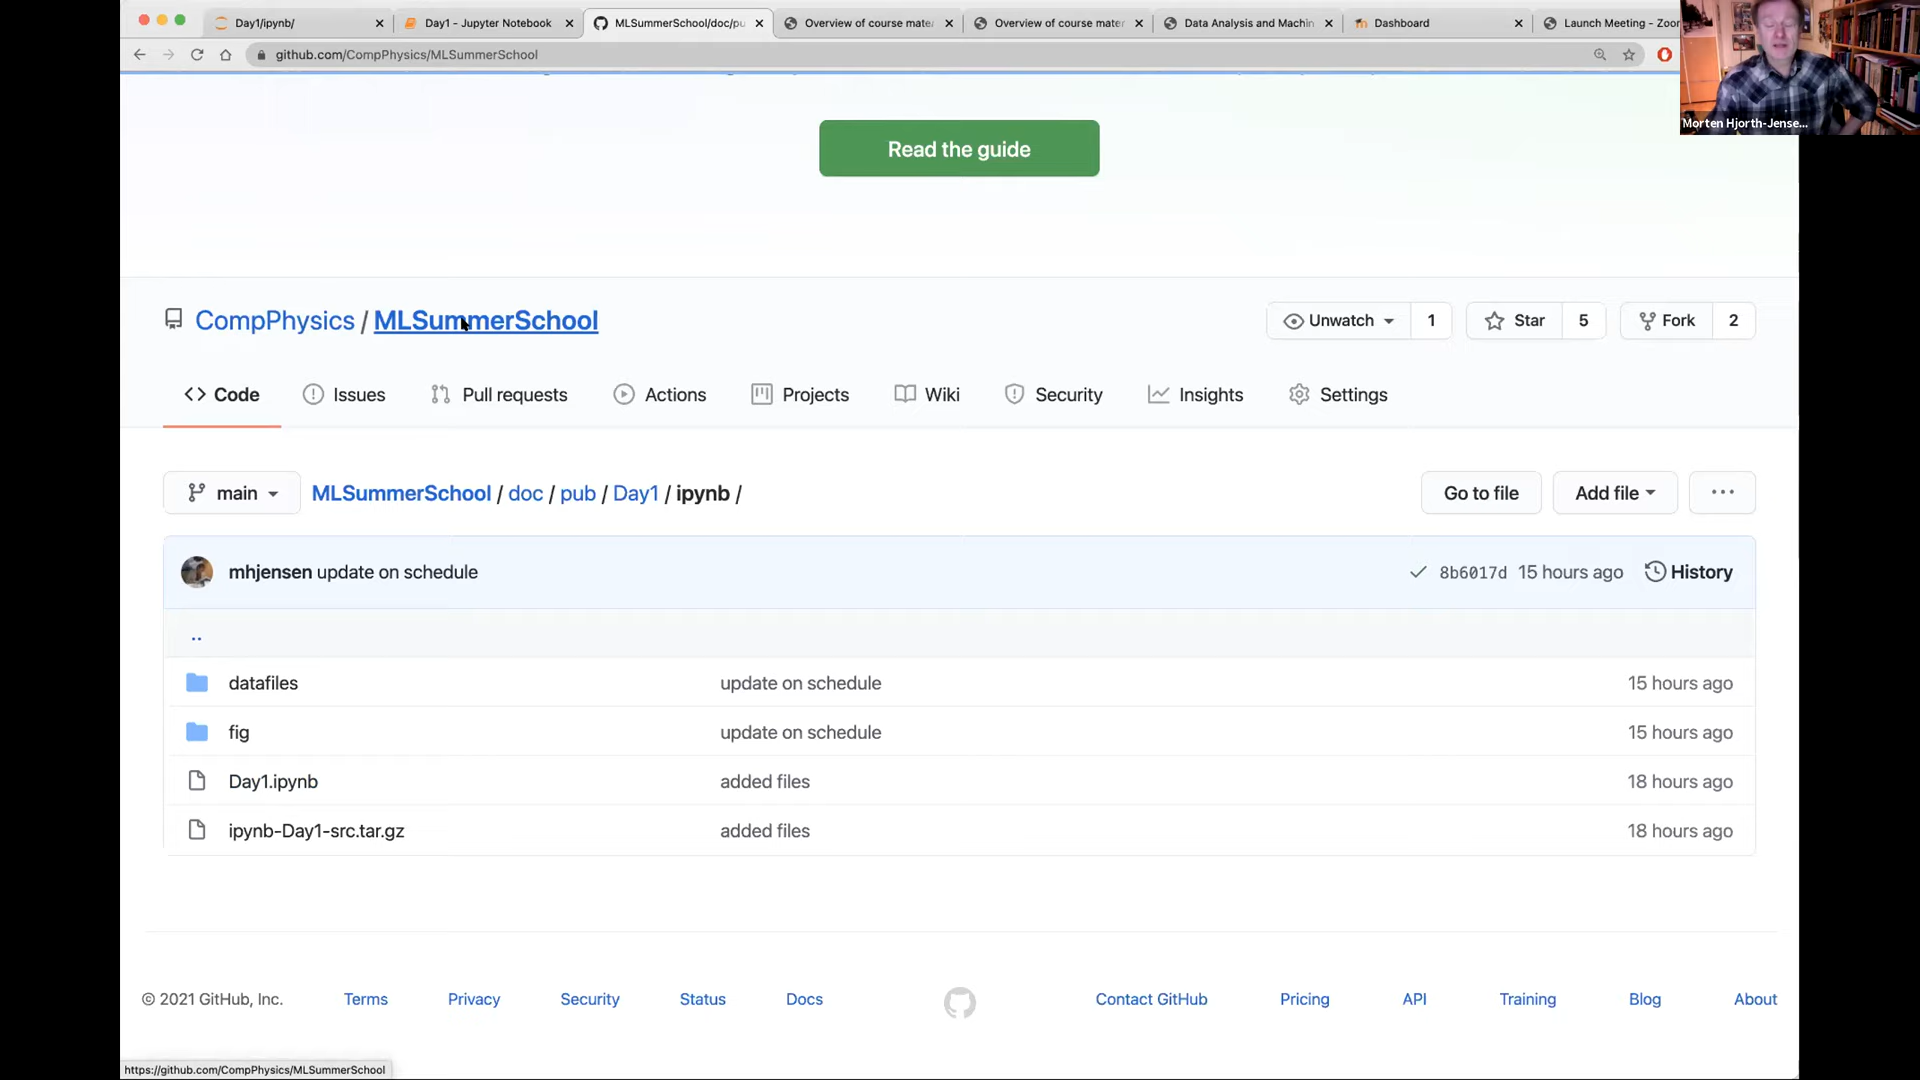 Day1/ipynb/
Day1 - Jupyter Notebook
MLSummerSchool/doc/pu
Overview of course mate
Overview of course mater
Data Analysis and Machin
Dashboard
Launch Meeting - Zoo
github.com/CompPhysics/MLSummerSchool
Morten Hjorth-Jense...
Read the guide
CompPhysics / MLSummerSchool
Unwatch 1
Star 5
Fork 2
<> Code
Issues
Pull requests
Actions
Projects
Wiki
Security
Insights
Settings
main
MLSummerSchool / doc / pub / Day1 / ipynb /
Go to file
Add file
...
mhjensen update on schedule
8b6017d 15 hours ago
History
..
datafiles update on schedule 15 hours ago
fig update on schedule 15 hours ago
Day1.ipynb added files 18 hours ago
ipynb-Day1-src.tar.gz added files 18 hours ago
© 2021 GitHub, Inc. Terms Privacy Security Status Docs Contact GitHub Pricing API Training Blog About
https://github.com/CompPhysics/MLSummerSchool